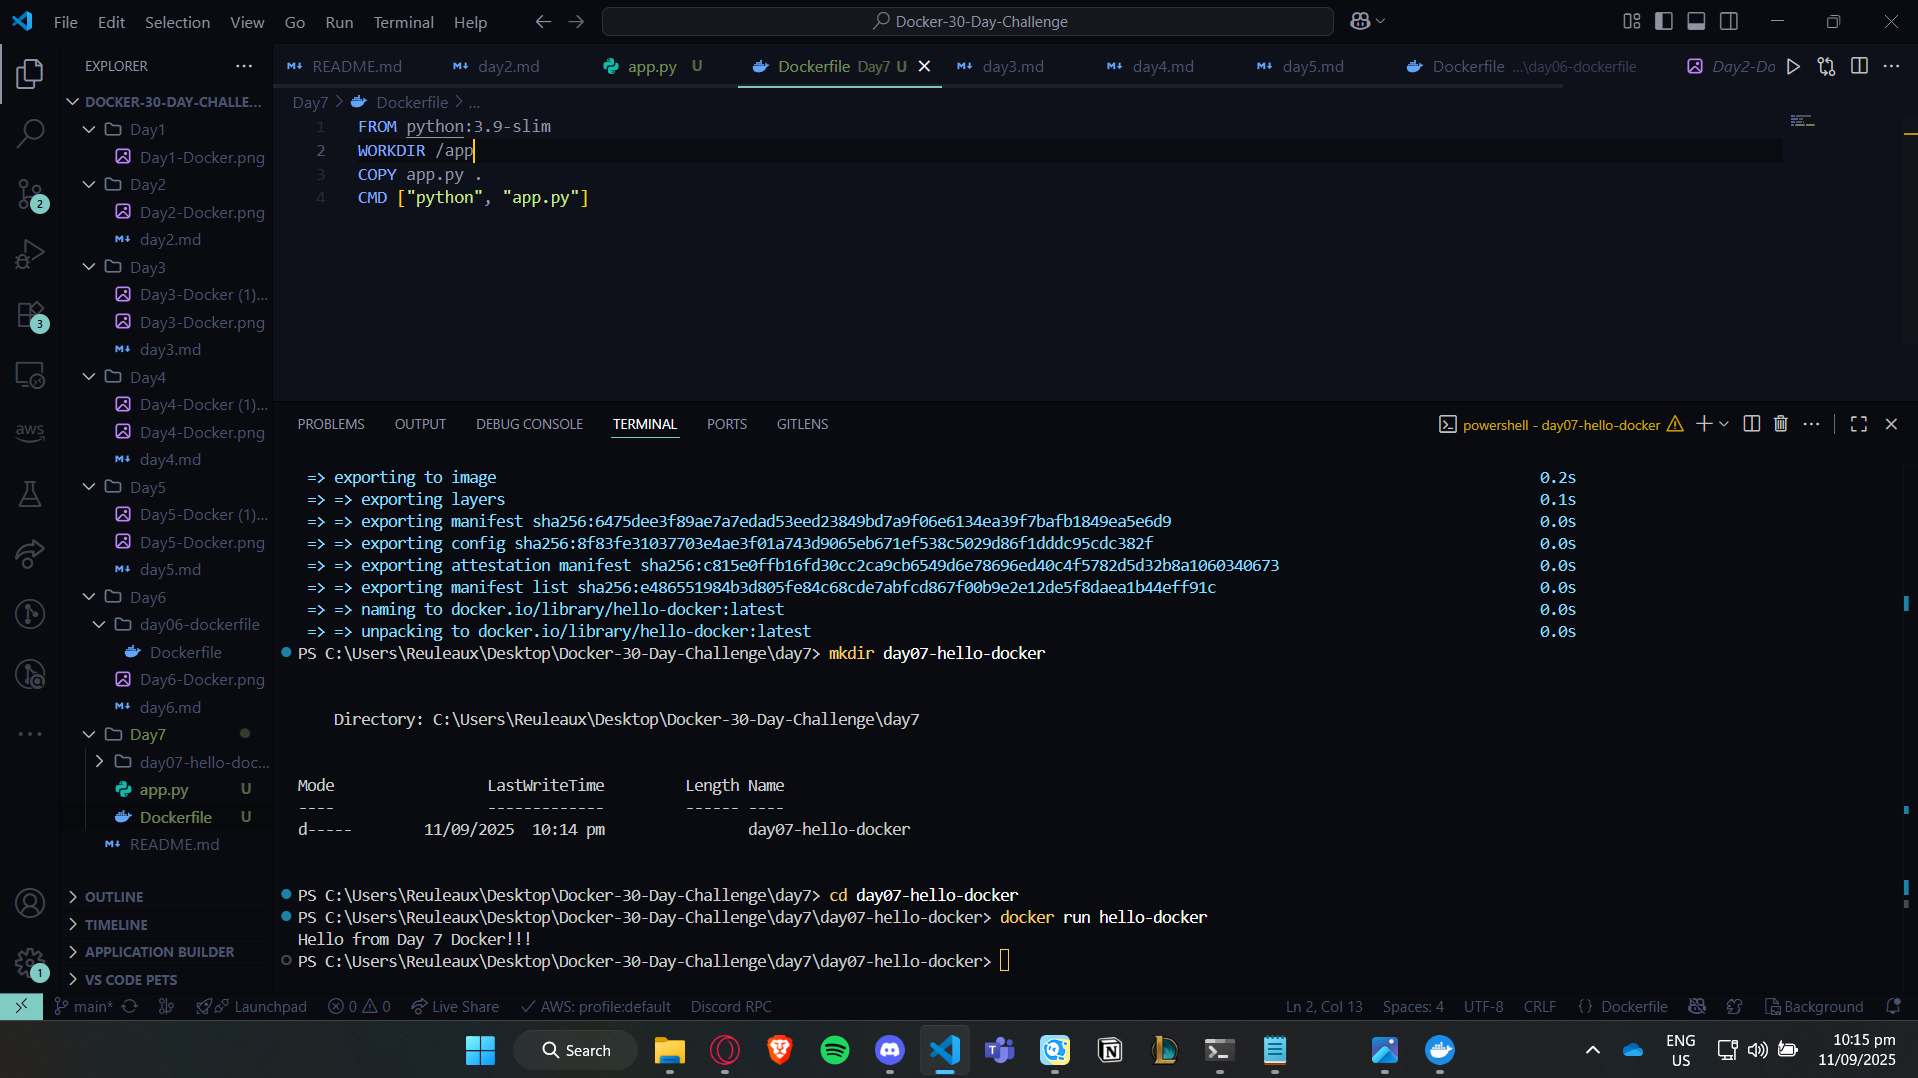 File Edit Selection View Go Run Terminal Help
Docker-30-Day-Challenge
EXPLORER
README.md day2.md app.py U Dockerfile Day7 U day3.md day4.md day5.md Dockerfile ...\day06-dockerfile Day2-Do
DOCKER-30-DAY-CHALLE...
Day1
Day1-Docker.png
Day2
Day2-Docker.png
day2.md
Day3
Day3-Docker (1)...
Day3-Docker.png
day3.md
Day4
Day4-Docker (1)...
Day4-Docker.png
day4.md
Day5
Day5-Docker (1)...
Day5-Docker.png
day5.md
Day6
day06-dockerfile
Dockerfile
Day6-Docker.png
day6.md
Day7
day07-hello-doc...
app.py U
Dockerfile U
README.md
OUTLINE
TIMELINE
APPLICATION BUILDER
VS CODE PETS
2
3
aws
1
Day7 > Dockerfile > ...
1 FROM python:3.9-slim
2 WORKDIR /app
3 COPY app.py .
4 CMD ["python", "app.py"]
PROBLEMS OUTPUT DEBUG CONSOLE TERMINAL PORTS GITLENS
powershell - day07-hello-docker
=> exporting to image 0.2s
=> => exporting layers 0.1s
=> => exporting manifest sha256:6475dee3f89ae7a7edad53eed23849bd7a9f06e6134ea39f7bafb1849ea5e6d9 0.0s
=> => exporting config sha256:8f83fe31037703e4ae3f01a743d9065eb671ef538c5029d86f1dddc95cdc382f 0.0s
=> => exporting attestation manifest sha256:c815e0ffb16fd30cc2ca9cb6549d6e78696ed40c4f5782d5d32b8a1060340673 0.0s
=> => exporting manifest list sha256:e486551984b3d805fe84c68cde7abfcd867f00b9e2e12de5f8daea1b44eff91c 0.0s
=> => naming to docker.io/library/hello-docker:latest 0.0s
=> => unpacking to docker.io/library/hello-docker:latest 0.0s
PS C:\Users\Reuleaux\Desktop\Docker-30-Day-Challenge\day7> mkdir day07-hello-docker
Directory: C:\Users\Reuleaux\Desktop\Docker-30-Day-Challenge\day7
Mode LastWriteTime Length Name
---- ------------- ------ ----
d----- 11/09/2025 10:14 pm day07-hello-docker
PS C:\Users\Reuleaux\Desktop\Docker-30-Day-Challenge\day7> cd day07-hello-docker
PS C:\Users\Reuleaux\Desktop\Docker-30-Day-Challenge\day7\day07-hello-docker> docker run hello-docker
Hello from Day 7 Docker!!!
PS C:\Users\Reuleaux\Desktop\Docker-30-Day-Challenge\day7\day07-hello-docker>
main* Launchpad 0 0 Live Share AWS: profile:default Discord RPC Ln 2, Col 13 Spaces: 4 UTF-8 CRLF {} Dockerfile Background
Search
ENG
US
10:15 pm
11/09/2025